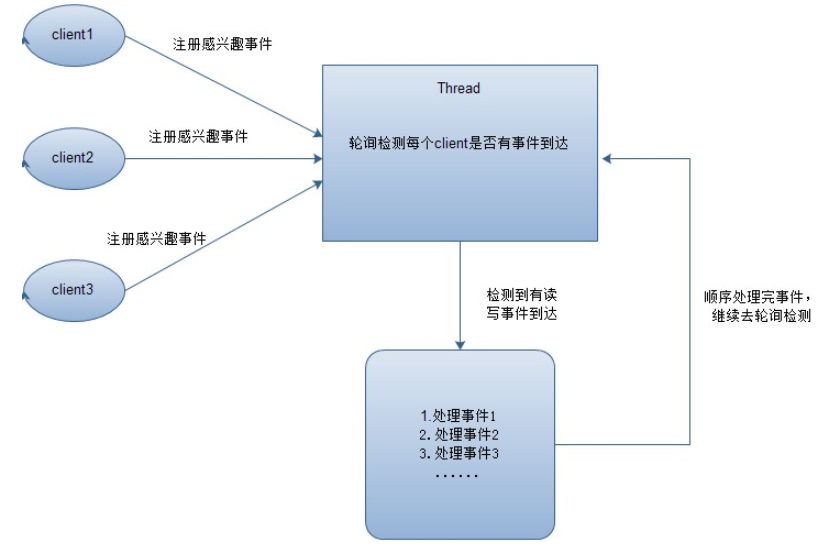 client1
注册感兴趣事件
Thread
client2
注册感兴趣事件
轮询检测每个client是否有事件到达
注册感兴趣事件
client3
检测到有读
写事件到达
顺序处理完事件，
继续去轮询检测
1.处理事件1
2. 处理事件2
3. 处理事件3
......